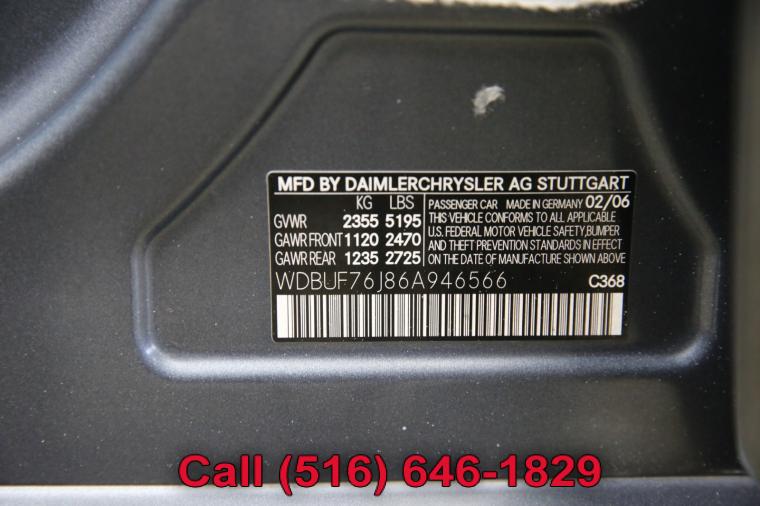 MFD BY DAIMLERCHRYSLER AG STUTTGART
KG LBS
GVWR 2355 5195
GAWR FRONT 1120 2470
GAWR REAR 1235 2725
PASSENGER CAR MADE IN GERMANY 02/06
THIS VEHICLE CONFORMS TO ALL APPLICABLE
U.S. FEDERAL MOTOR VEHICLE SAFETY,BUMPER
AND THEFT PREVENTION STANDARDS IN EFFECT
ON THE DATE OF MANUFACTURE SHOWN ABOVE
WDBUF76J86A946566 C368
Call (516) 646-1829